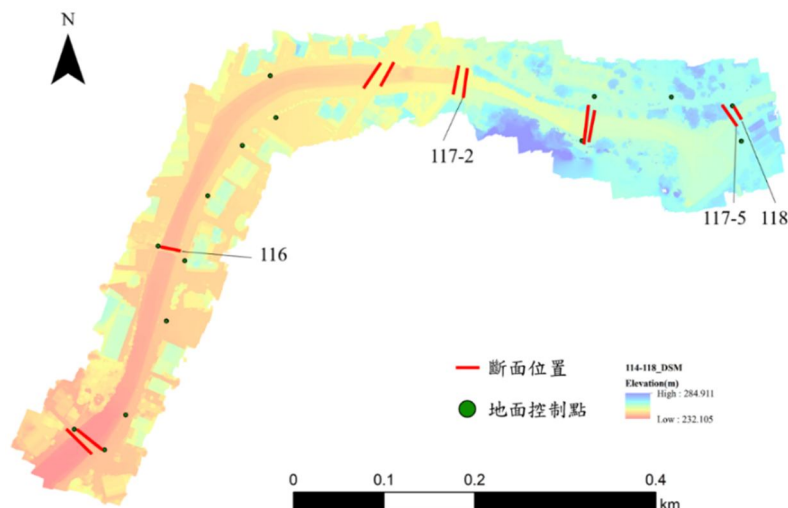 N
117-2
117-5
118
116
斷面位置
地面控制點
114-118_DSM
Elevation(m)
High : 284.911
Low : 232.105
0 0.1 0.2 0.4
km